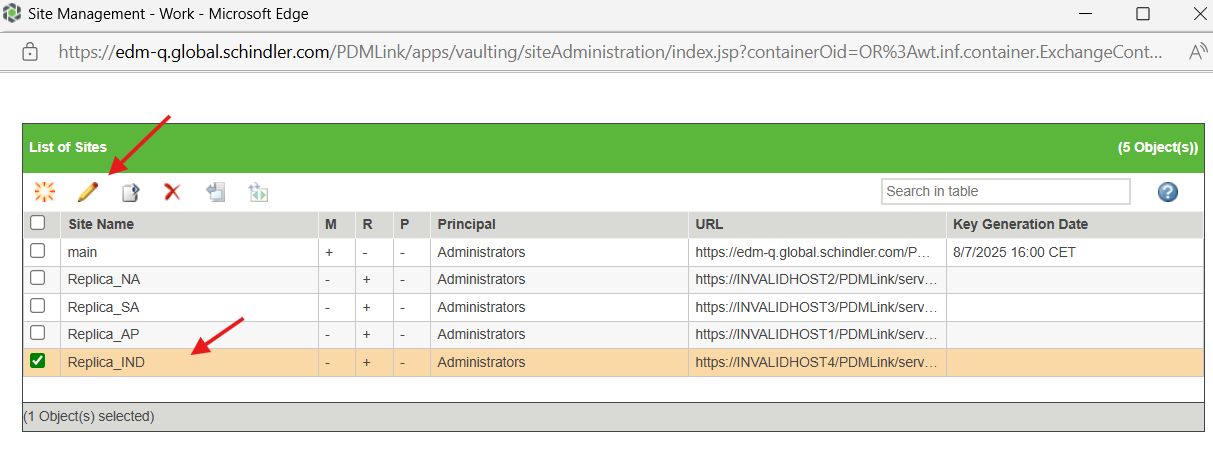 Site Management - Work - Microsoft Edge
https://edm-q.global.schindler.com/PDMLink/apps/vaulting/siteAdministration/index.jsp?containerOid=OR%3Awt.inf.container.ExchangeCont...
List of Sites (5 Object(s))
Search in table
Site Name M R P Principal URL Key Generation Date
main + - - Administrators https://edm-q.global.schindler.com/P... 8/7/2025 16:00 CET
Replica_NA - + - Administrators https://INVALIDHOST2/PDMLink/serv...
Replica_SA - + - Administrators https://INVALIDHOST3/PDMLink/serv...
Replica_AP - + - Administrators https://INVALIDHOST1/PDMLink/serv...
Replica_IND - + - Administrators https://INVALIDHOST4/PDMLink/serv...
(1 Object(s) selected)